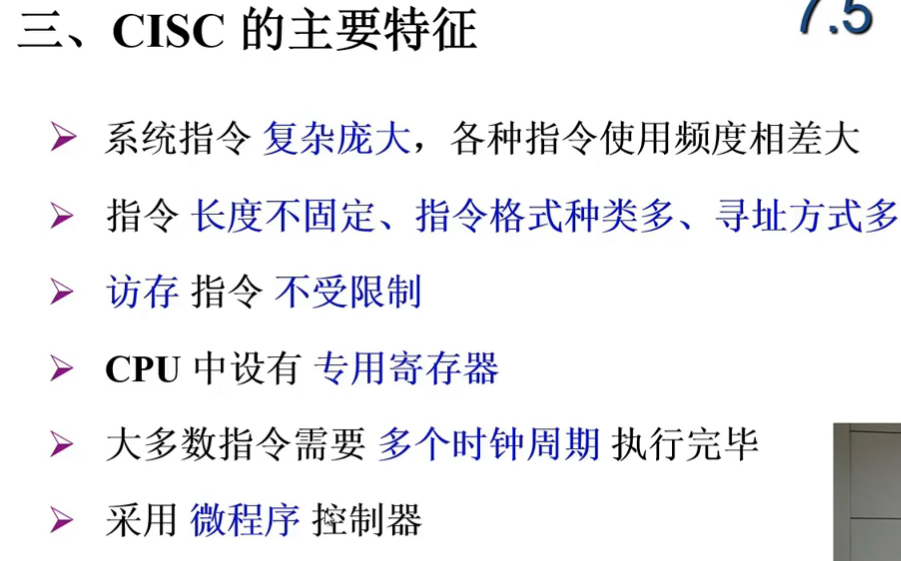 三、CISC 的主要特征
7.5
系统指令 复杂庞大，各种指令使用频度相差大
指令 长度不固定、指令格式种类多、寻址方式多
访存 指令 不受限制
CPU 中设有 专用寄存器
大多数指令需要 多个时钟周期 执行完毕
采用 微程序 控制器